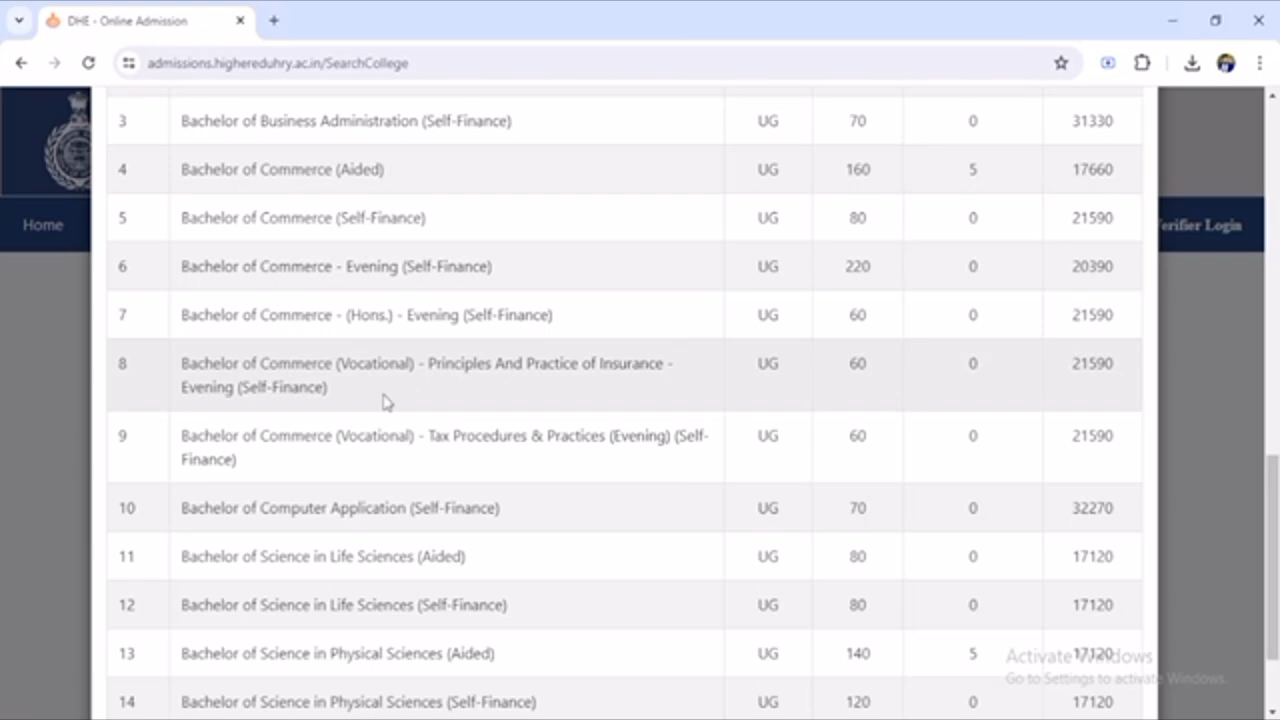 DHE - Online Admission
admissions.highereduhry.ac.in/SearchCollege
Home
erifier Login
3 Bachelor of Business Administration (Self-Finance) UG 70 0 31330
4 Bachelor of Commerce (Aided) UG 160 5 17660
5 Bachelor of Commerce (Self-Finance) UG 80 0 21590
6 Bachelor of Commerce - Evening (Self-Finance) UG 220 0 20390
7 Bachelor of Commerce - (Hons.) - Evening (Self-Finance) UG 60 0 21590
8 Bachelor of Commerce (Vocational) - Principles And Practice of Insurance - UG 60 0 21590
Evening (Self-Finance)
9 Bachelor of Commerce (Vocational) - Tax Procedures & Practices (Evening) (Self- UG 60 0 21590
Finance)
10 Bachelor of Computer Application (Self-Finance) UG 70 0 32270
11 Bachelor of Science in Life Sciences (Aided) UG 80 0 17120
12 Bachelor of Science in Life Sciences (Self-Finance) UG 80 0 17120
13 Bachelor of Science in Physical Sciences (Aided) UG 140 5 17120
Activate Windows
Go to Settings to activate Windows.
14 Bachelor of Science in Physical Sciences (Self-Finance) UG 120 0 17120